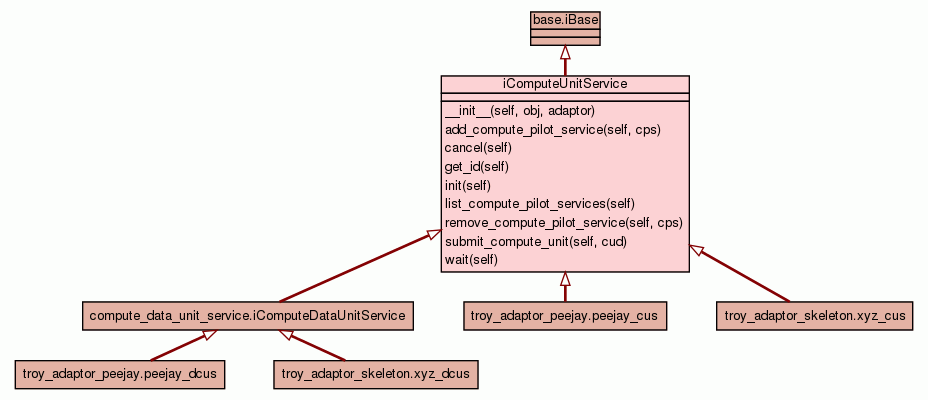 base.iBase
iComputeUnitService
__init__(self, obj, adaptor)
add_compute_pilot_service(self, cps)
cancel(self)
get_id(self)
init(self)
list_compute_pilot_services(self)
remove_compute_pilot_service(self, cps)
submit_compute_unit(self, cud)
wait(self)
compute_data_unit_service.iComputeDataUnitService
troy_adaptor_peejay.peejay_cus
troy_adaptor_skeleton.xyz_cus
troy_adaptor_peejay.peejay_dcus
troy_adaptor_skeleton.xyz_dcus